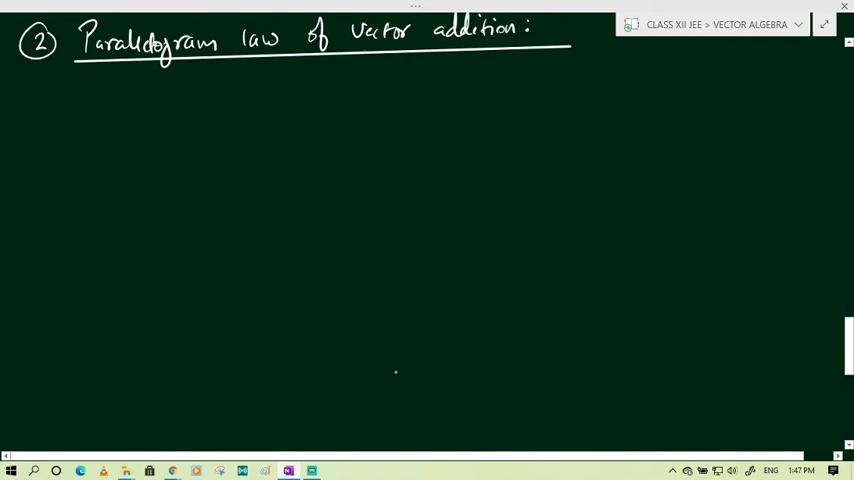 ② Parallelogram law of vector addition:
CLASS XII JEE > VECTOR ALGEBRA
ENG 1:47 PM